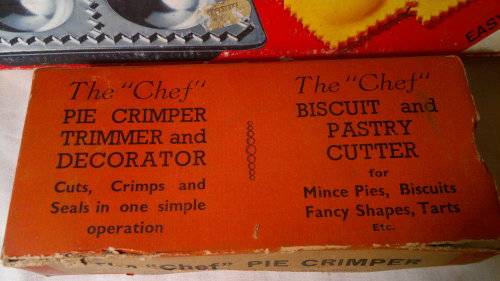 EAS
The "Chef"
PIE CRIMPER
TRIMMER and
DECORATOR
Cuts, Crimps and
Seals in one simple
operation
The "Chef"
BISCUIT and
PASTRY
CUTTER
for
Mince Pies, Biscuits
Fancy Shapes, Tarts
Etc.
"Chef" PIE CRIMPER